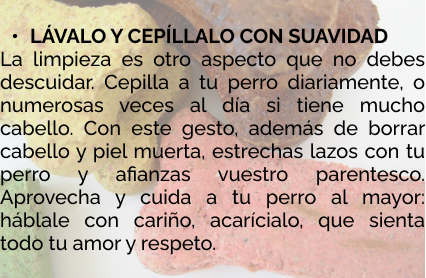 • LÁVALO Y CEPÍLLALO CON SUAVIDAD
La limpieza es otro aspecto que no debes
descuidar. Cepilla a tu perro diariamente, o
numerosas veces al día si tiene mucho
cabello. Con este gesto, además de borrar
cabello y piel muerta, estrechas lazos con tu
perro y afianzas vuestro parentesco.
Aprovecha y cuida a tu perro al mayor:
háblale con cariño, acarícialo, que sienta
todo tu amor y respeto.